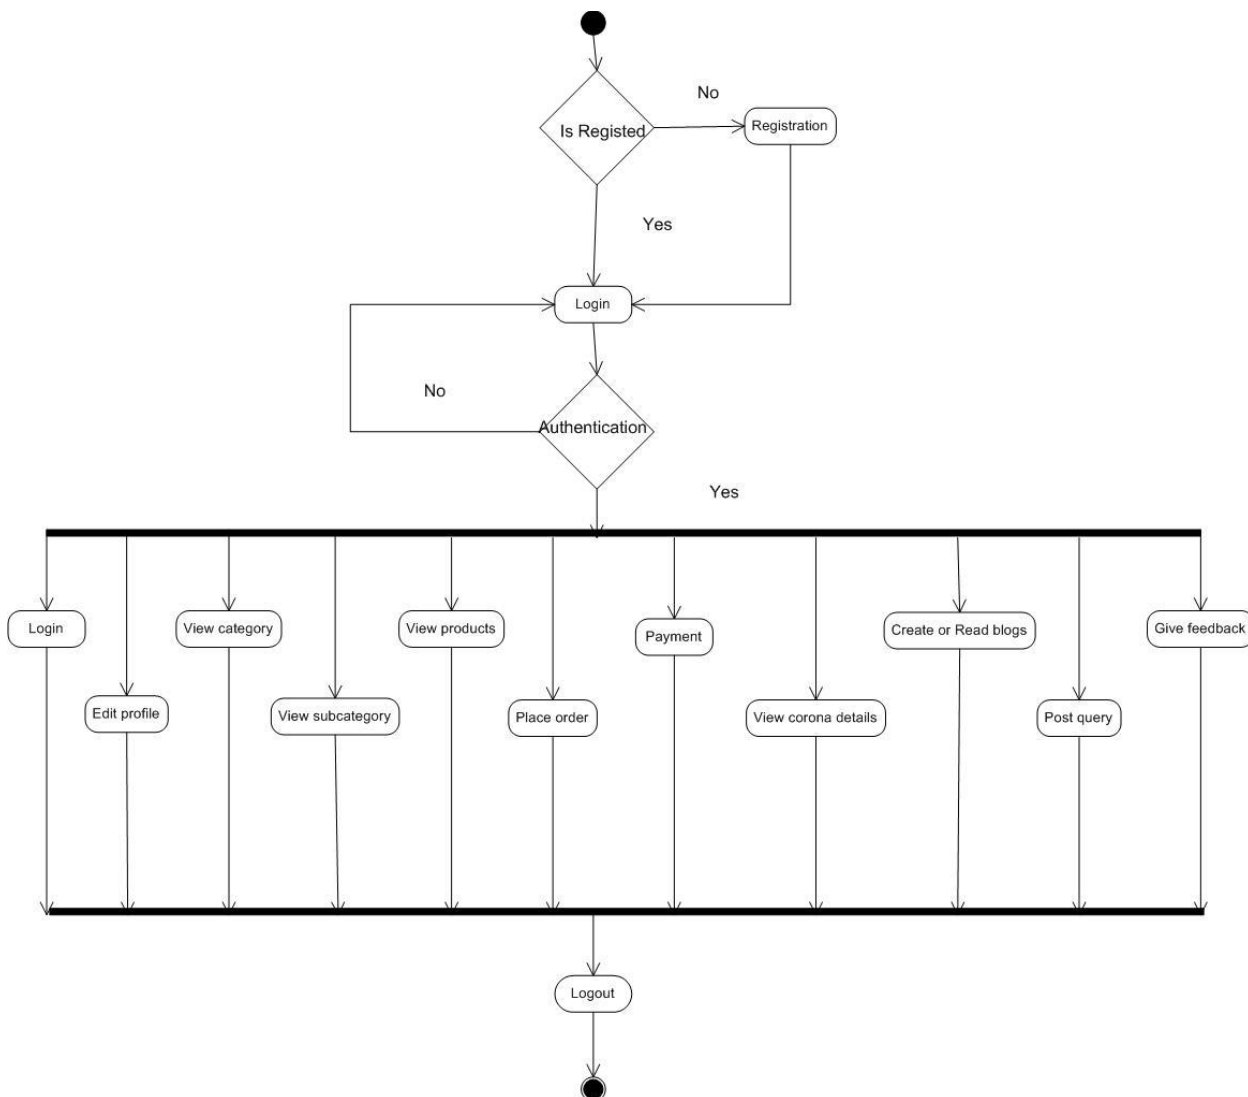 No
Is Registed
Registration
Yes
Login
No
Authentication
Yes
Login
View category
View products
Payment
Create or Read blogs
Give feedback
Edit profile
View subcategory
Place order
View corona details
Post query
Logout